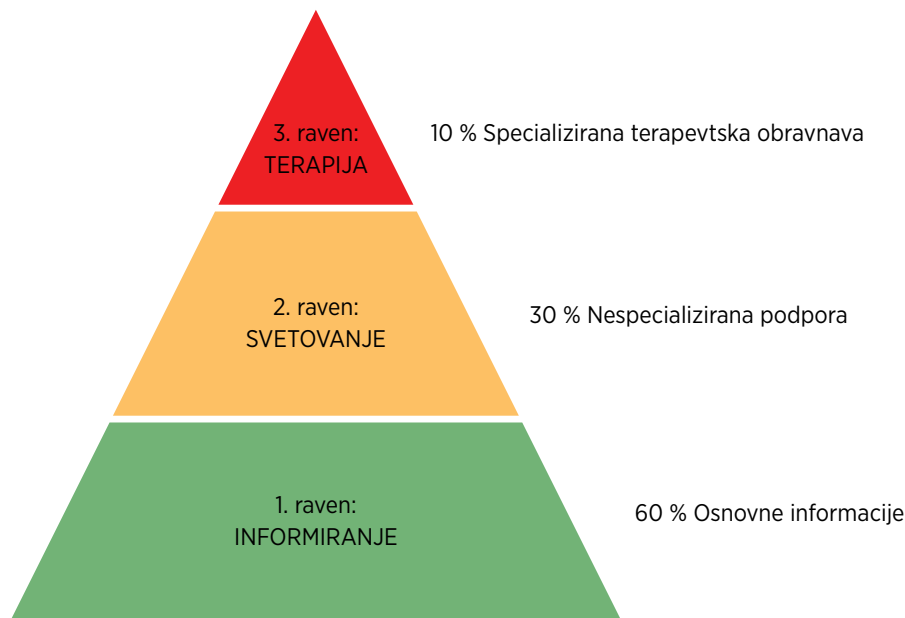 3. raven:
TERAPIJA
10 % Specializirana terapevtska obravnava
2. raven:
SVETOVANJE
30 % Nespecializirana podpora
1. raven:
INFORMIRANJE
60 % Osnovne informacije